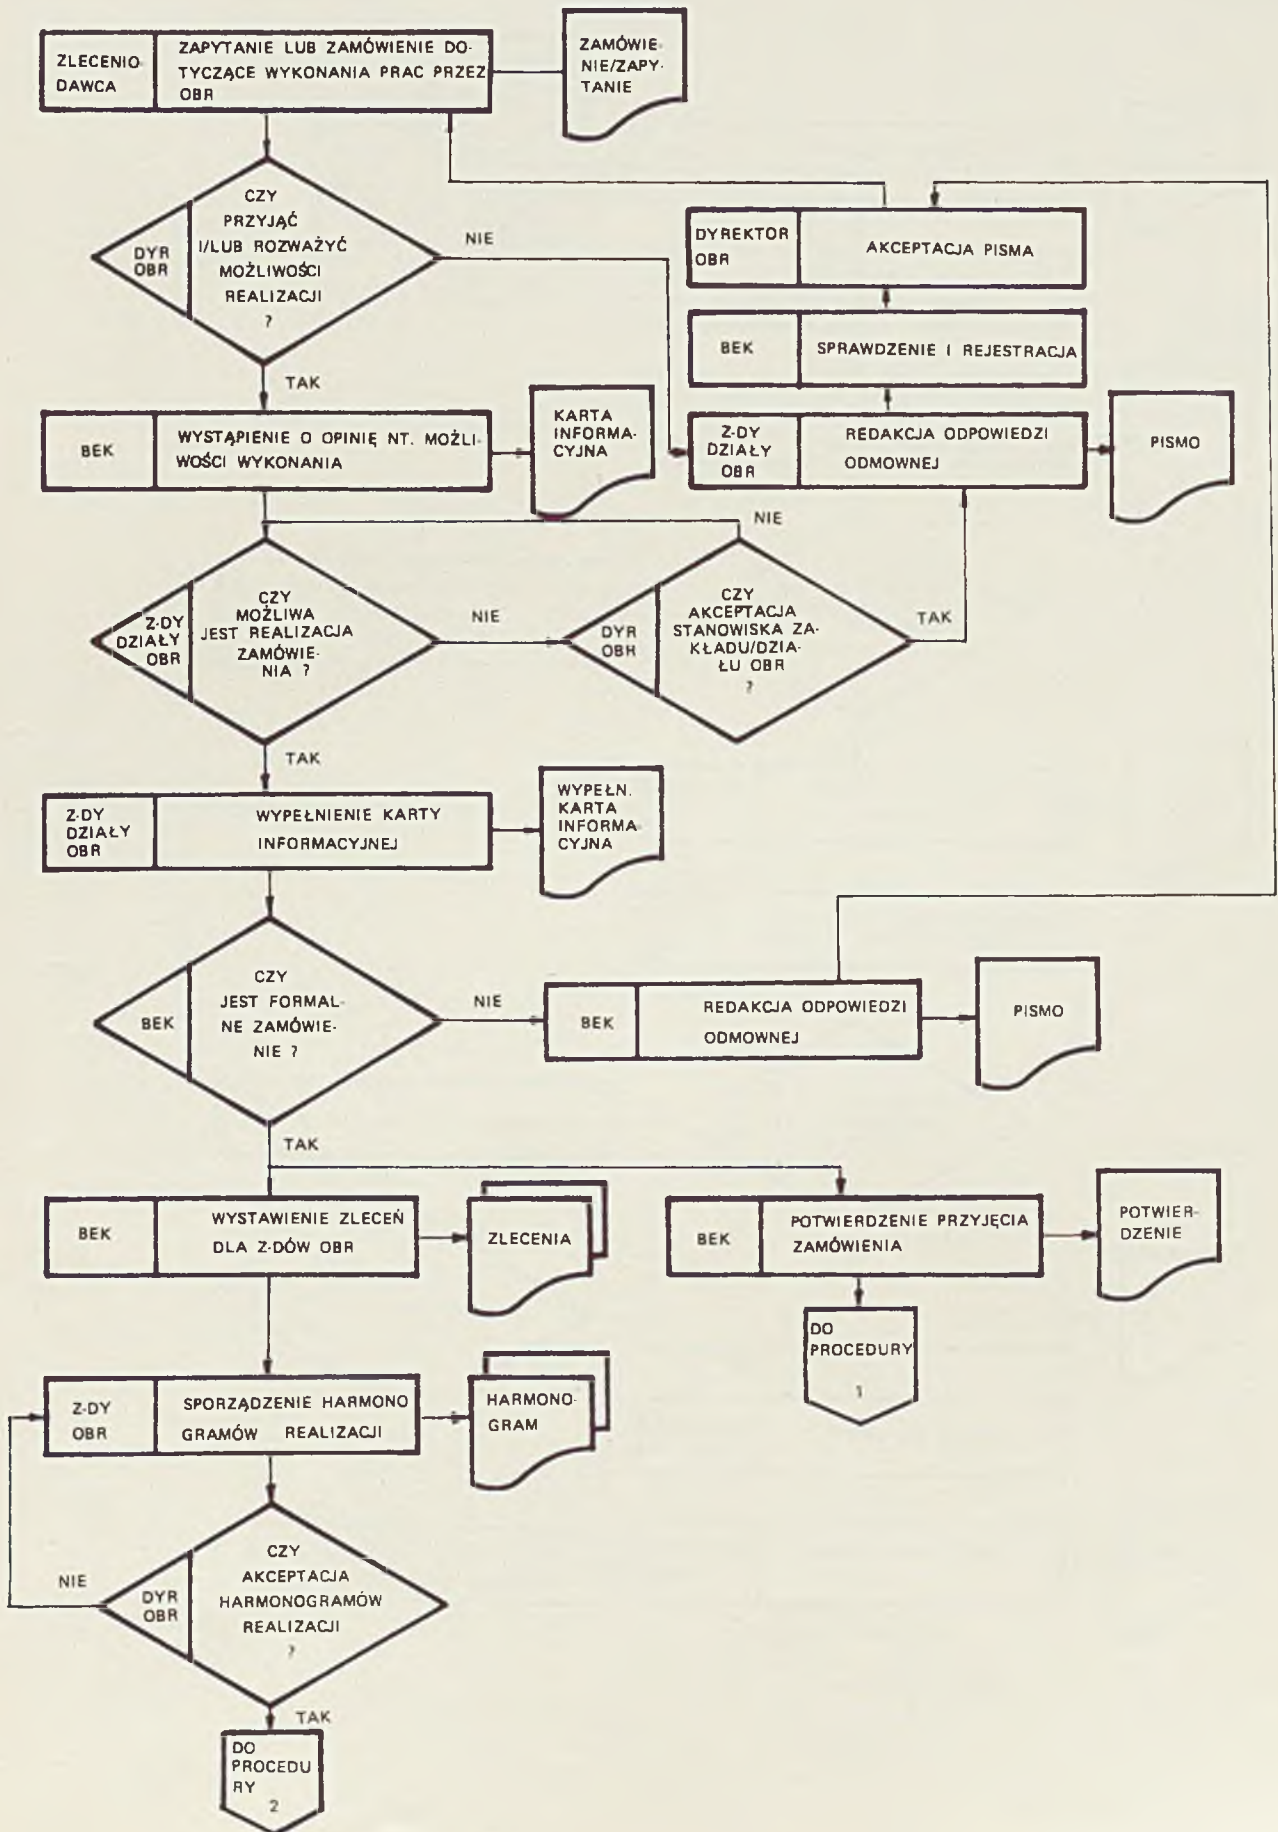 ZLECENIO-
DAWCA
ZAPYTANIE LUB ZAMÓWIENIE DO-
TYCZĄCE WYKONANIA PRAC PRZEZ
OBR
ZAMÓWIE-
NIE/ZAPY-
TANIE
DYR
OBR
CZY
PRZYJĄĆ
I/LUB ROZWAŻYĆ
MOŻLIWOŚCI
REALIZACJI
?
NIE
TAK
DYREKTOR
OBR
AKCEPTACJA PISMA
BEK
SPRAWDZENIE I REJESTRACJA
BEK
WYSTĄPIENIE O OPINIĘ NT. MOŻLI-
WOŚCI WYKONANIA
KARTA
INFORMA-
CYJNA
Z-DY
DZIAŁY
OBR
REDAKCJA ODPOWIEDZI
ODMOWNEJ
PISMO
NIE
Z-DY
DZIAŁY
OBR
CZY
MOŻLIWA
JEST REALIZACJA
ZAMÓWIE-
NIA ?
NIE
DYR
OBR
CZY
AKCEPTACJA
STANOWISKA ZA-
KŁADU/DZIA-
ŁU OBR
?
TAK
TAK
Z-DY
DZIAŁY
OBR
WYPEŁNIENIE KARTY
INFORMACYJNEJ
WYPEŁN.
KARTA
INFORMA-
CYJNA
BEK
CZY
JEST FORMAL-
NE ZAMÓWIE-
NIE ?
NIE
BEK
REDAKCJA ODPOWIEDZI
ODMOWNEJ
PISMO
TAK
BEK
WYSTAWIENIE ZLECEŃ
DLA Z-DÓW OBR
ZLECENIA
BEK
POTWIERDZENIE PRZYJĘCIA
ZAMÓWIENIA
POTWIER-
DZENIE
DO
PROCEDURY
1
Z-DY
OBR
SPORZĄDZENIE HARMONO
GRAMÓW REALIZACJI
HARMONO-
GRAM
NIE
DYR
OBR
CZY
AKCEPTACJA
HARMONOGRAMÓW
REALIZACJI
?
TAK
DO
PROCEDU
RY
2